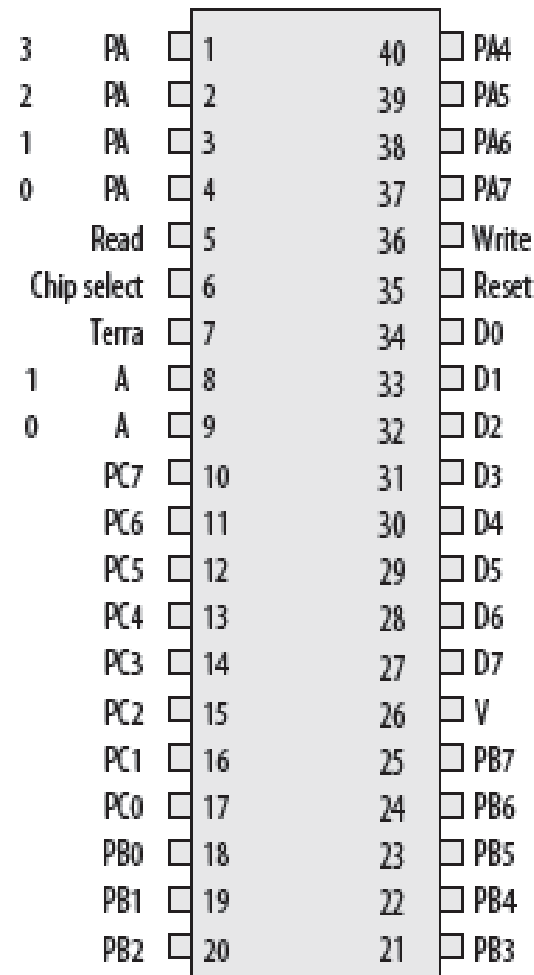 3 PA 1 40 PA4
2 PA 2 39 PA5
1 PA 3 38 PA6
0 PA 4 37 PA7
Read 5 36 Write
Chip select 6 35 Reset
Terra 7 34 D0
1 A 8 33 D1
0 A 9 32 D2
PC7 10 31 D3
PC6 11 30 D4
PC5 12 29 D5
PC4 13 28 D6
PC3 14 27 D7
PC2 15 26 V
PC1 16 25 PB7
PC0 17 24 PB6
PB0 18 23 PB5
PB1 19 22 PB4
PB2 20 21 PB3